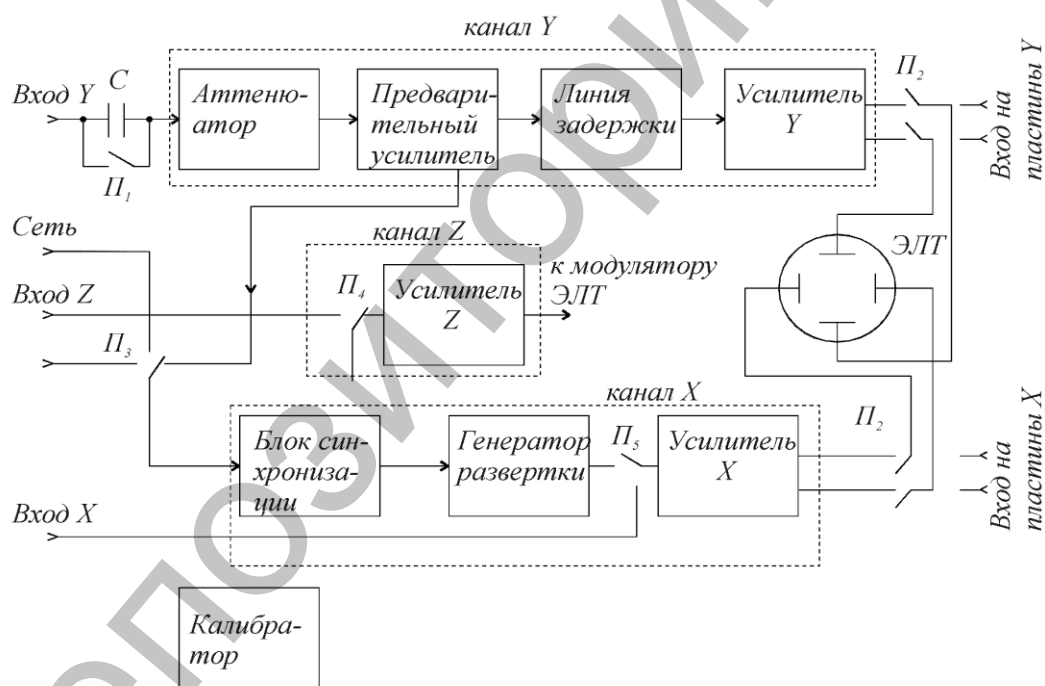 канал Y
Вход Y
C
П₁
Аттеню-
атор
Предвари-
тельный
усилитель
Линия
задержки
Усилитель
Y
П₂
Вход на
пластины Y
Сеть
канал Z
Вход Z
П₄
Усилитель
Z
к модулятору
ЭЛТ
ЭЛТ
П₃
канал X
Блок син-
хрониза-
ции
Генератор
развертки
П₅
Усилитель
X
П₂
Вход на
пластины X
Вход X
Калибра-
тор